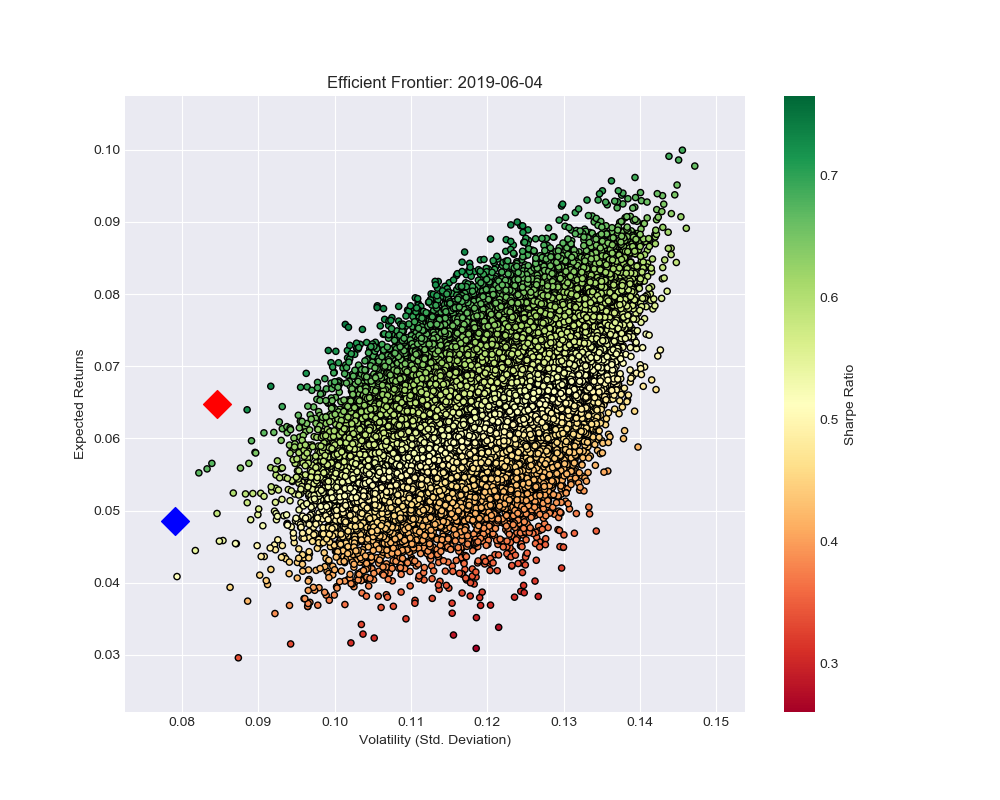 Efficient Frontier: 2019-06-04
Expected Returns
0.10
0.09
0.08
0.07
0.06
0.05
0.04
0.03
0.08 0.09 0.10 0.11 0.12 0.13 0.14 0.15
Volatility (Std. Deviation)
0.7
0.6
0.5
0.4
0.3
Sharpe Ratio